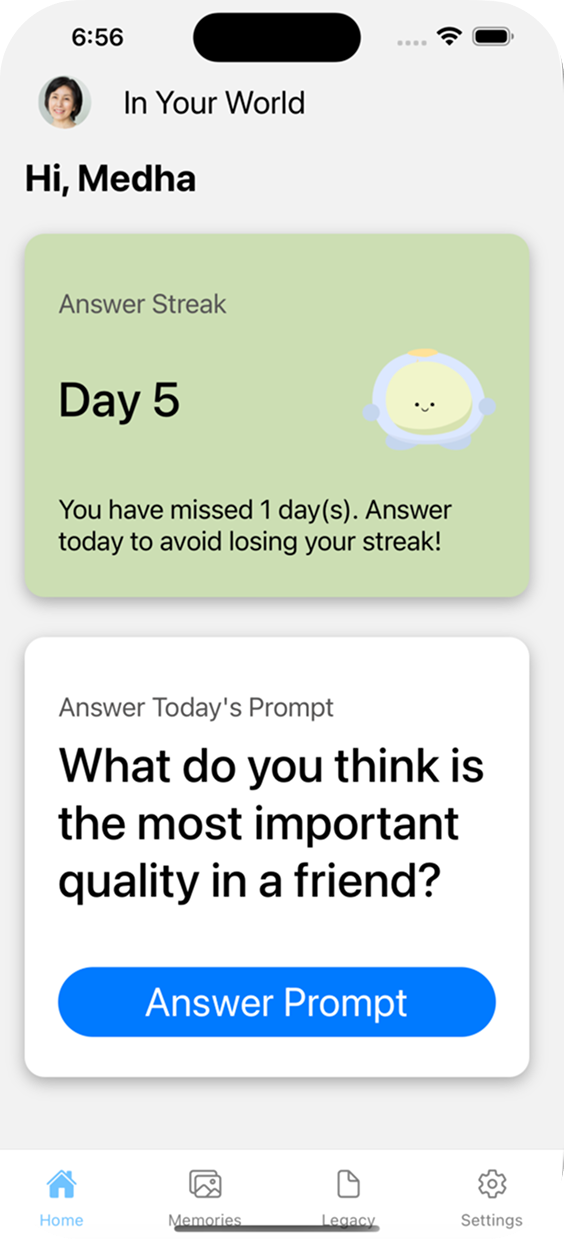 6:56
In Your World
Hi, Medha
Answer Streak
Day 5
You have missed 1 day(s). Answer
today to avoid losing your streak!
Answer Today's Prompt
What do you think is
the most important
quality in a friend?
Answer Prompt
Home
Memories
Legacy
Settings